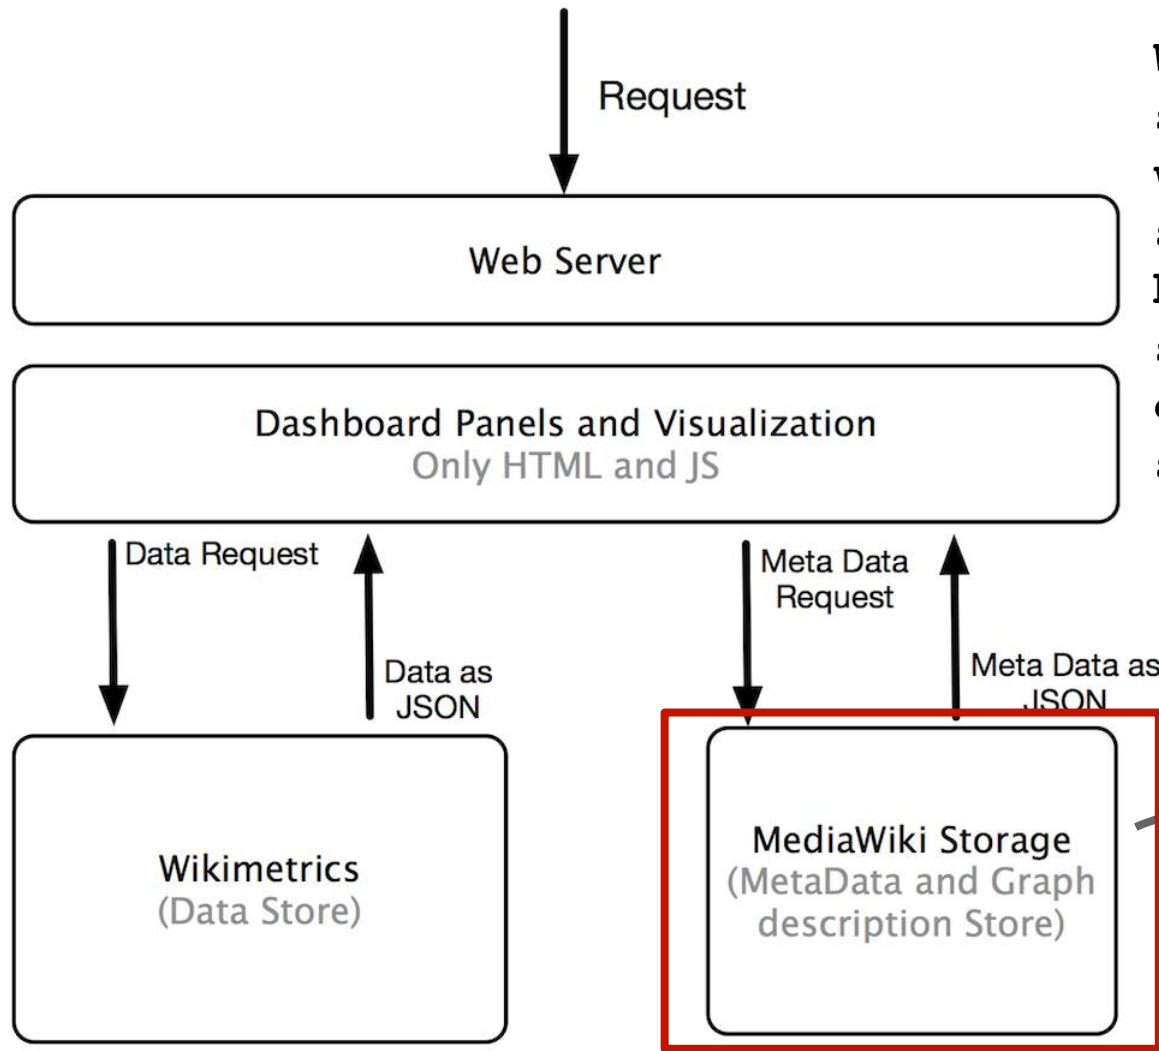 Request
Web Server
Dashboard Panels and Visualization
Only HTML and JS
Data Request
Data as
JSON
Meta Data
Request
Meta Data as
JSON
Wikimetrics
(Data Store)
MediaWiki Storage
(MetaData and Graph
description Store)